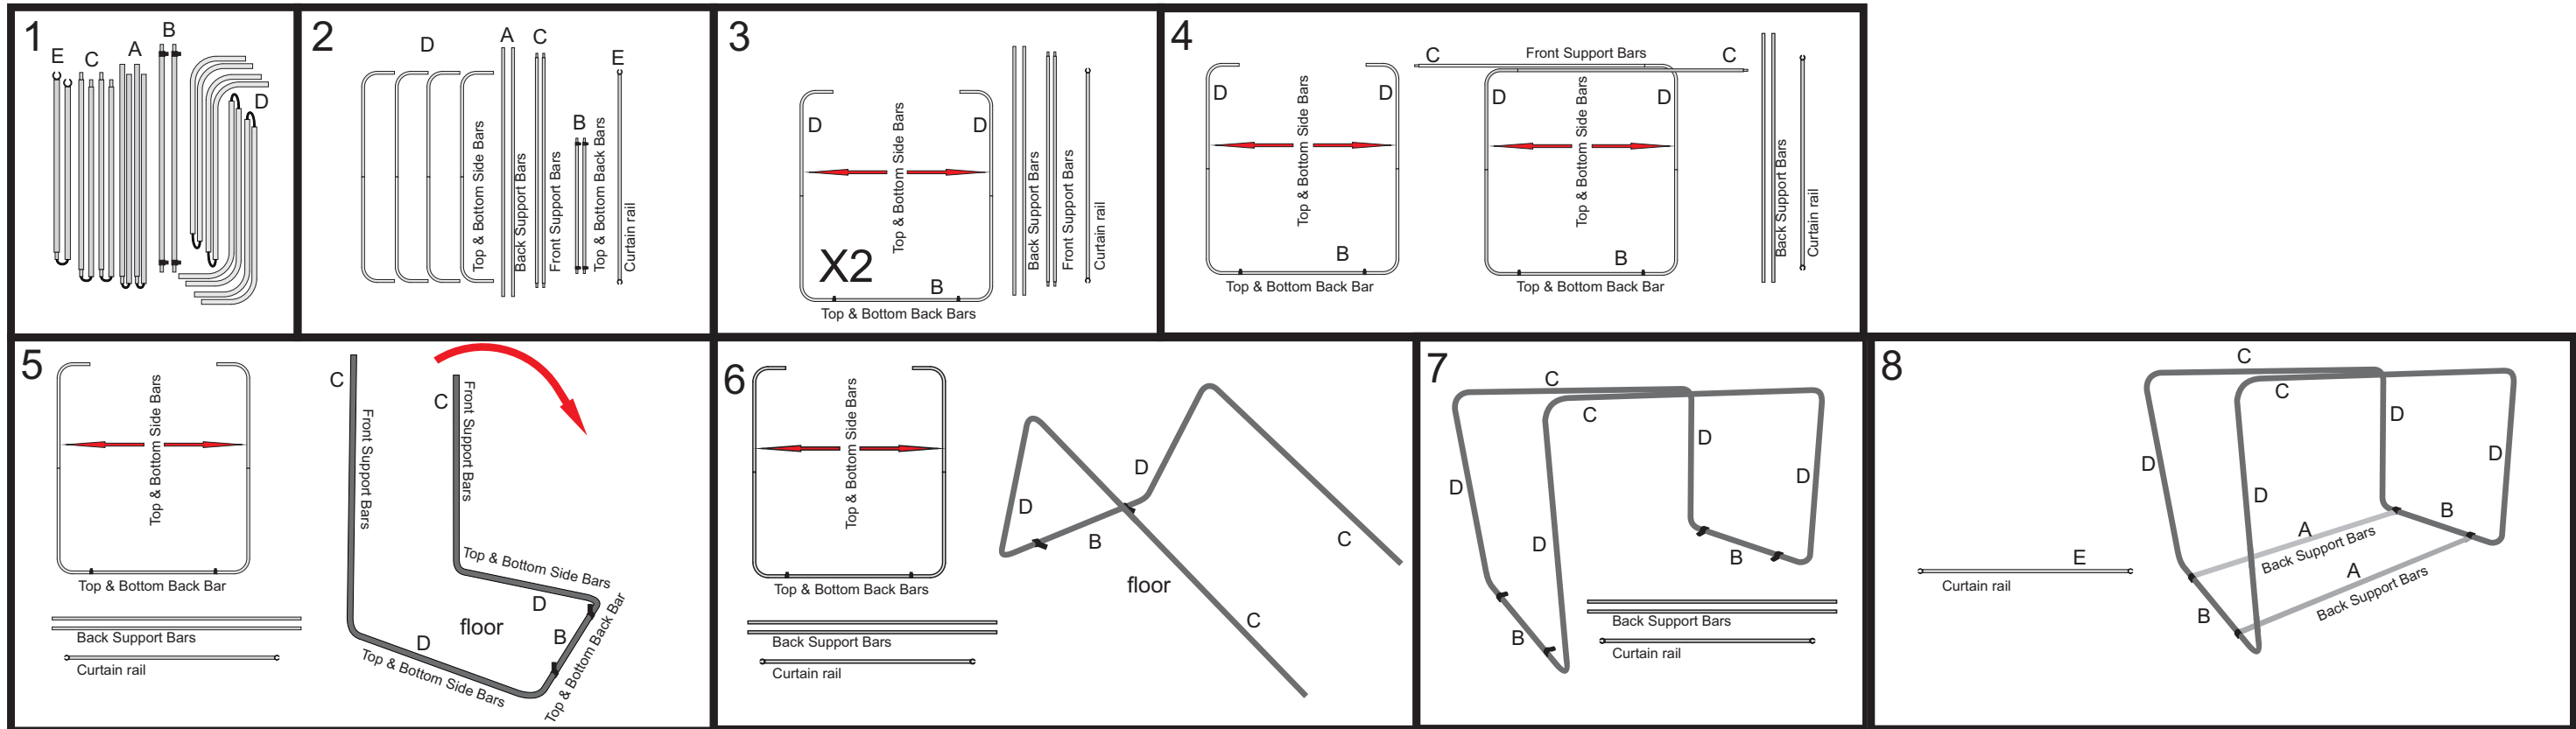 1
E
C
A
B
D
2
D
A
C
E
B
Top & Bottom Side Bars
Back Support Bars
Front Support Bars
Top & Bottom Back Bars
Curtain rail
3
D
D
Top & Bottom Side Bars
X2
B
Top & Bottom Back Bars
Back Support Bars
Front Support Bars
Curtain rail
4
D
D
Top & Bottom Side Bars
B
Top & Bottom Back Bar
C
Front Support Bars
C
D
D
Top & Bottom Side Bars
B
Top & Bottom Back Bar
Back Support Bars
Curtain rail
5
Top & Bottom Side Bars
Top & Bottom Back Bar
Back Support Bars
Curtain rail
C
Front Support Bars
C
Front Support Bars
Top & Bottom Side Bars
D
floor
D
Top & Bottom Side Bars
B
Top & Bottom Back Bar
6
Top & Bottom Side Bars
Top & Bottom Back Bars
Back Support Bars
Curtain rail
D
D
B
C
floor
C
7
C
C
D
D
D
D
B
B
Back Support Bars
Curtain rail
8
C
C
D
D
D
D
B
A
Back Support Bars
A
Back Support Bars
B
E
Curtain rail